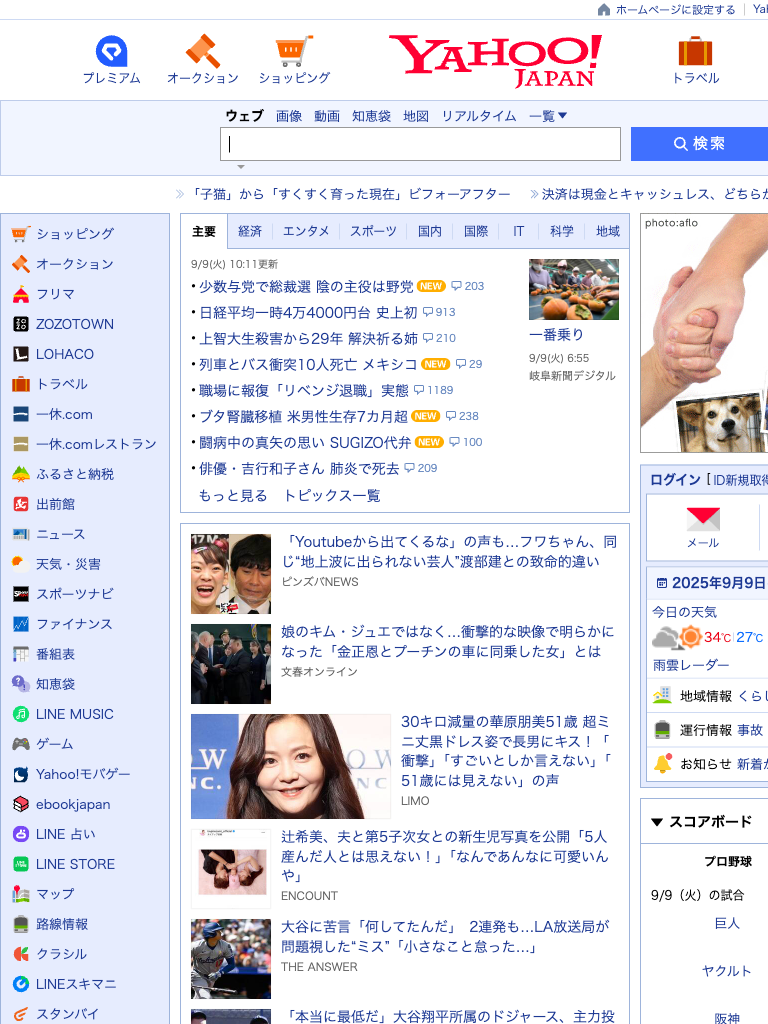 ホームページに設定する
プレミアム
オークション
ショッピング
YAHOO!
JAPAN
トラベル
ウェブ 画像 動画 知恵袋 地図 リアルタイム 一覧▼
検索
「子猫」から「すくすく育った現在」ビフォーアフター
決済は現金とキャッシュレス、どちらか
ショッピング
オークション
フリマ
ZOZOTOWN
LOHACO
トラベル
一休.com
一休.comレストラン
ふるさと納税
出前館
ニュース
天気・災害
スポーツナビ
ファイナンス
番組表
知恵袋
LINE MUSIC
ゲーム
Yahoo!モバゲー
ebookjapan
LINE 占い
LINE STORE
マップ
路線情報
クラシル
LINEスキマニ
スタンバイ
主要 経済 エンタメ スポーツ 国内 国際 IT 科学 地域
9/9(火) 10:11更新
・少数与党で総裁選 陰の主役は野党 NEW 203
・日経平均一時4万4000円台 史上初 913
・上智大生殺害から29年 解決祈る姉 210
・列車とバス衝突10人死亡 メキシコ NEW 29
・職場に報復「リベンジ退職」実態 1189
・ブタ腎臓移植 米男性生存7カ月超 NEW 238
・闘病中の真矢の思い SUGIZO代弁 NEW 100
・俳優・吉行和子さん 肺炎で死去 209
もっと見る トピックス一覧
一番乗り
9/9(火) 6:55
岐阜新聞デジタル
「Youtubeから出てくるな」の声も…フワちゃん、同
じ“地上波に出られない芸人”渡部建との致命的違い
ピンズバNEWS
娘のキム・ジュエではなく…衝撃的な映像で明らかに
なった「金正恩とプーチンの車に同乗した女」とは
文春オンライン
30キロ減量の華原朋美51歳 超ミ
ニ丈黒ドレス姿で長男にキス！「
衝撃」「すごいとしか言えない」「
51歳には見えない」の声
LIMO
辻希美、夫と第5子次女との新生児写真を公開「5人
産んだ人とは思えない！」「なんであんなに可愛いん
や」
ENCOUNT
大谷に苦言「何してたんだ」 2連発も…LA放送局が
問題視した“ミス”「小さなこと怠った…」
THE ANSWER
「本当に最低だ」大谷翔平所属のドジャース、主力投
photo:aflo
ログイン [ ID新規取得
メール
2025年9月9日
今日の天気
34℃ 27℃
雨雲レーダー
地域情報 くらし
運行情報 事故
お知らせ 新着か
▼ スコアボード
プロ野球
9/9（火）の試合
巨人
ヤクルト
阪神